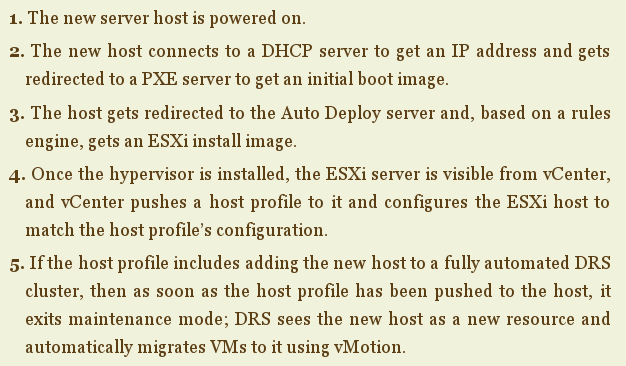 1. The new server host is powered on.
2. The new host connects to a DHCP server to get an IP address and gets
redirected to a PXE server to get an initial boot image.
3. The host gets redirected to the Auto Deploy server and, based on a rules
engine, gets an ESXi install image.
4. Once the hypervisor is installed, the ESXi server is visible from vCenter,
and vCenter pushes a host profile to it and configures the ESXi host to
match the host profile’s configuration.
5. If the host profile includes adding the new host to a fully automated DRS
cluster, then as soon as the host profile has been pushed to the host, it
exits maintenance mode; DRS sees the new host as a new resource and
automatically migrates VMs to it using vMotion.